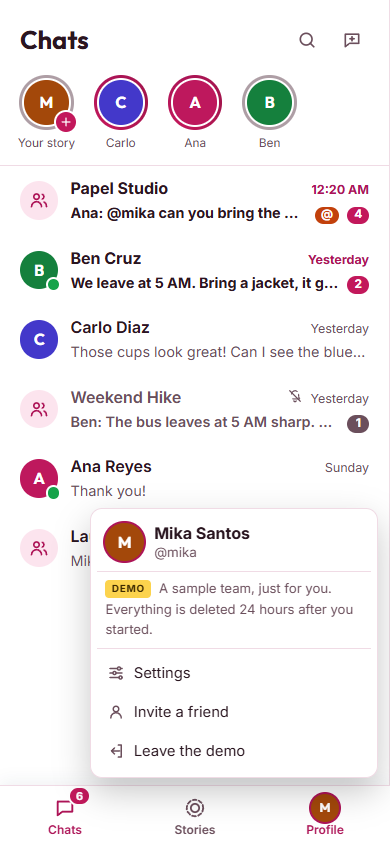 Chats
M
C
A
B
+
Your story
Carlo
Ana
Ben
Papel Studio
12:20 AM
Ana: @mika can you bring the ...
@
4
B
Ben Cruz
Yesterday
We leave at 5 AM. Bring a jacket, it g...
2
C
Carlo Diaz
Yesterday
Those cups look great! Can I see the blue...
Weekend Hike
Yesterday
Ben: The bus leaves at 5 AM sharp. ...
1
A
Ana Reyes
Sunday
Thank you!
M
Mika Santos
@mika
DEMO A sample team, just for you.
Everything is deleted 24 hours after you
started.
Settings
Invite a friend
Leave the demo
6
Chats
Stories
M
Profile